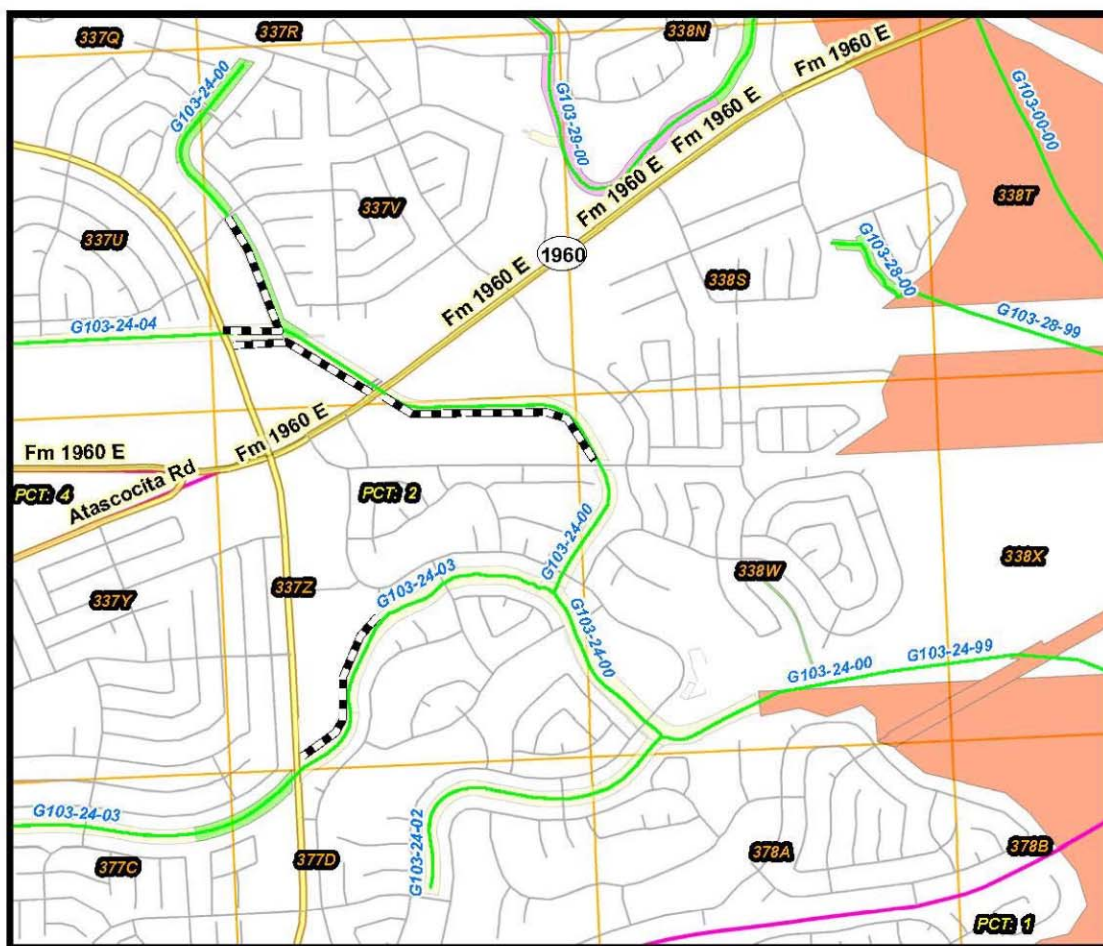 337Q
337R
338N
Fm 1960 E
G103-24-00
G103-29-00
G103-00-00
Fm 1960 E
Fm 1960 E
337V
338T
Fm 1960 E
337U
1960
G103-28-00
338S
Fm 1960 E
G103-24-04
G103-28-99
Fm 1960 E
Fm 1960 E
Atascocita Rd
PCT: 4
PCT: 2
G103-24-00
338X
G103-24-03
338W
337Z
337Y
G103-24-00
G103-24-99
G103-24-00
G103-24-03
G103-24-02
378A
378B
377C
377D
PCT: 1